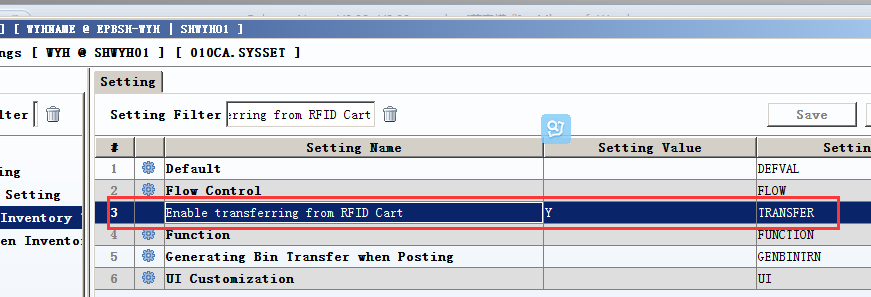 ] [ WYHNAME @ EPBSH-WYH | SHWYH01 ]
ngs [ WYH @ SHWYH01 ] [ 010CA.SYSSET ]
Setting
lter Setting Filter rring from RFID Cart Save
# Setting Name Setting Value Settin
1 Default DEFVAL
ing
2 Flow Control FLOW
Setting
3 Enable transferring from RFID Cart Y TRANSFER
Inventory
4 Function FUNCTION
en Inventor
5 Generating Bin Transfer when Posting GENBINTRN
6 UI Customization UI